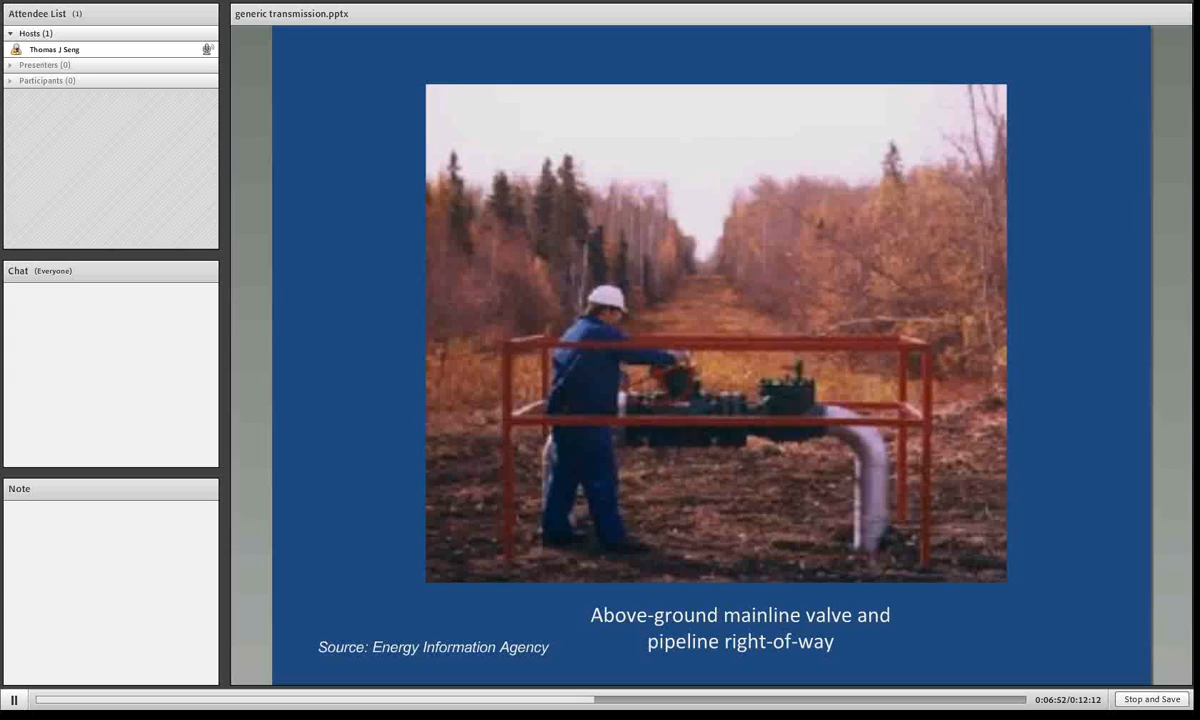 Attendee List (1)
Hosts (1)
Thomas J Seng
Presenters (0)
Participants (0)
Chat (Everyone)
Note
generic transmission.pptx
Above-ground mainline valve and
pipeline right-of-way
Source: Energy Information Agency
0:06:52/0:12:12
Stop and Save